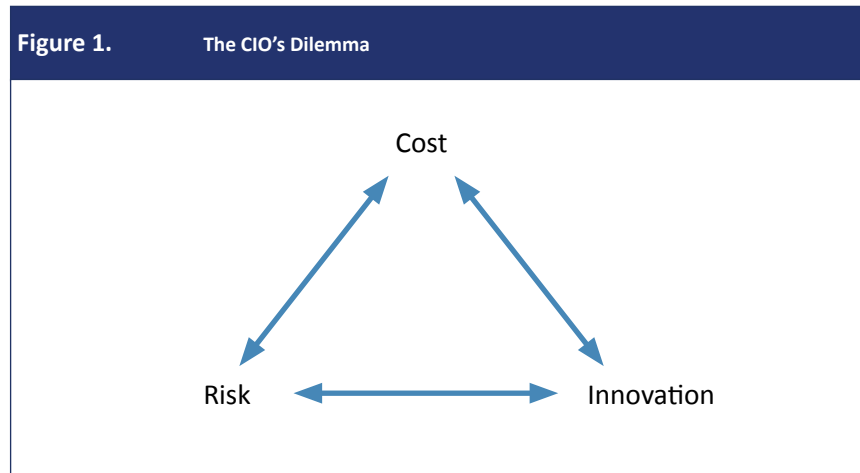 Figure 1. The CIO’s Dilemma
Cost
Risk Innovation